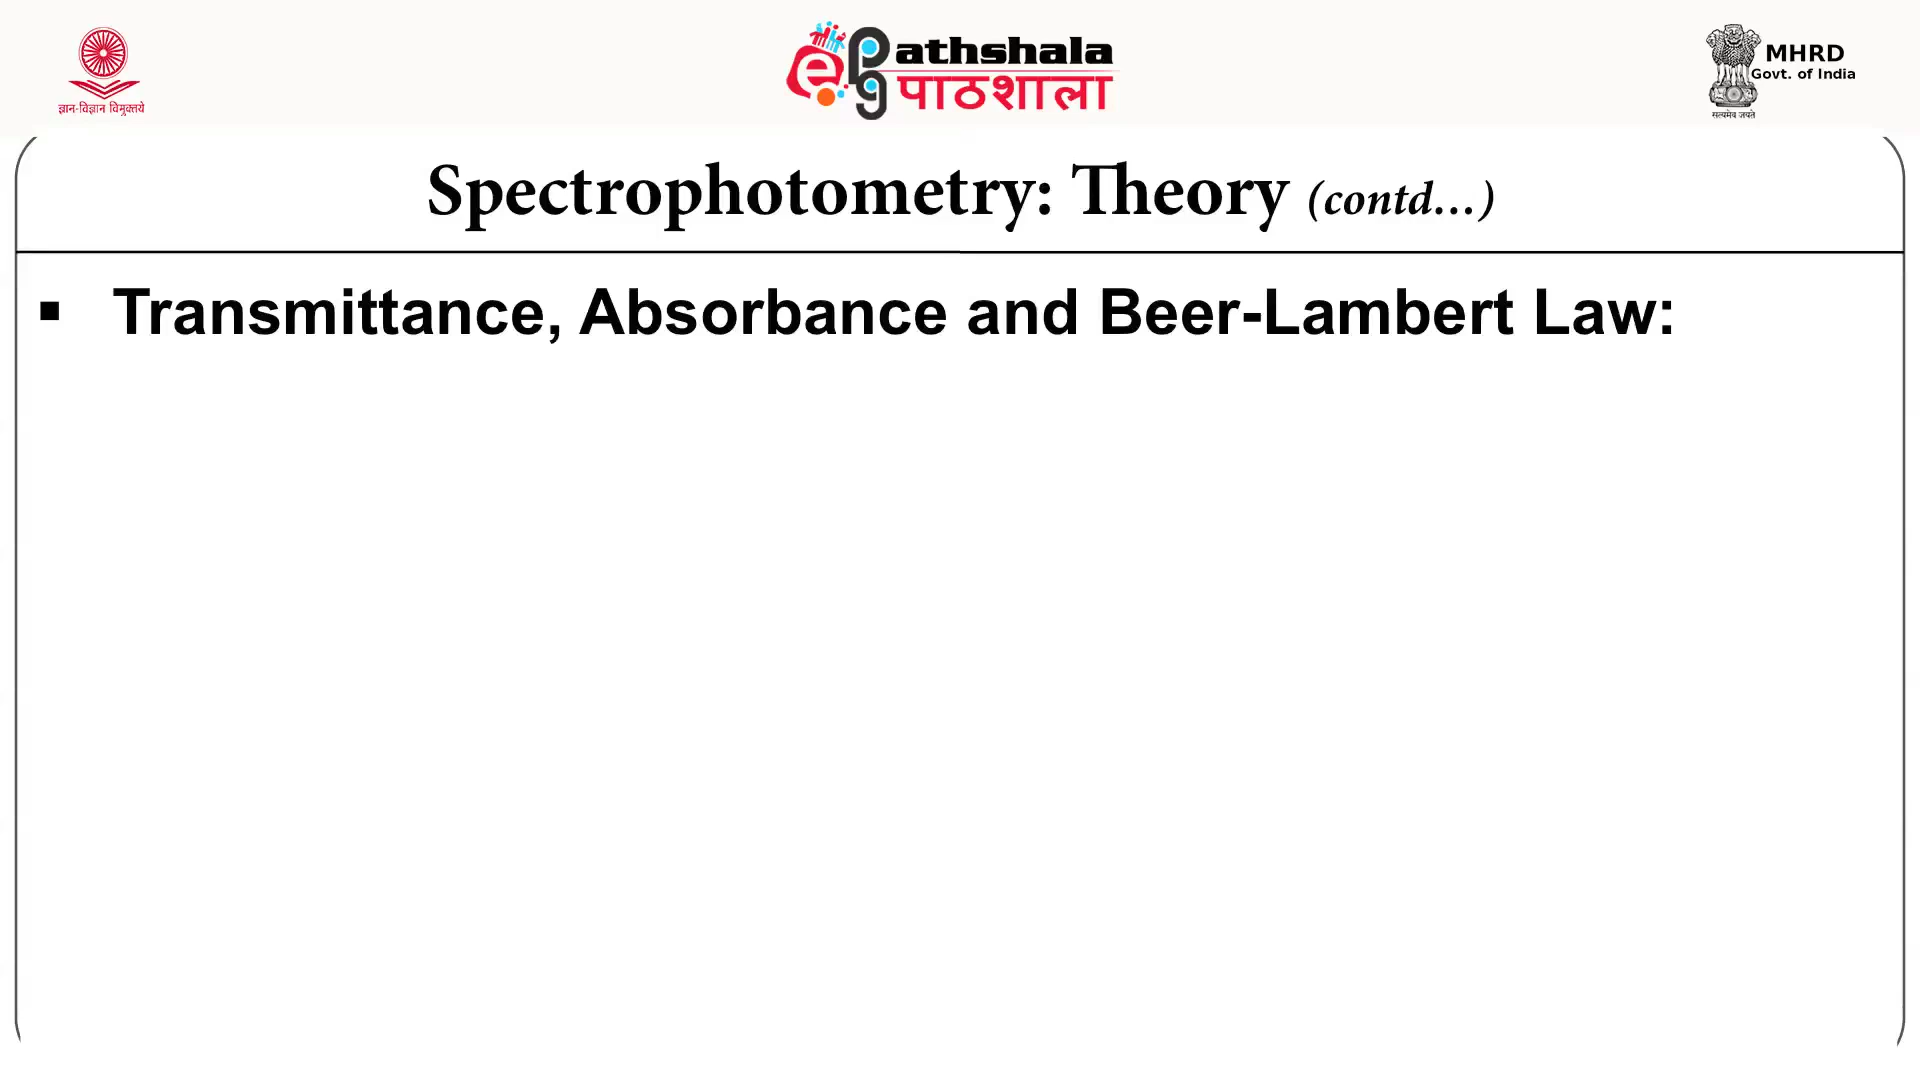 ज्ञान-विज्ञान विमुक्तये
ePG athshala
पाठशाला
MHRD
Govt. of India
सत्यमेव जयते
Spectrophotometry: Theory (contd...)
▪ Transmittance, Absorbance and Beer-Lambert Law: